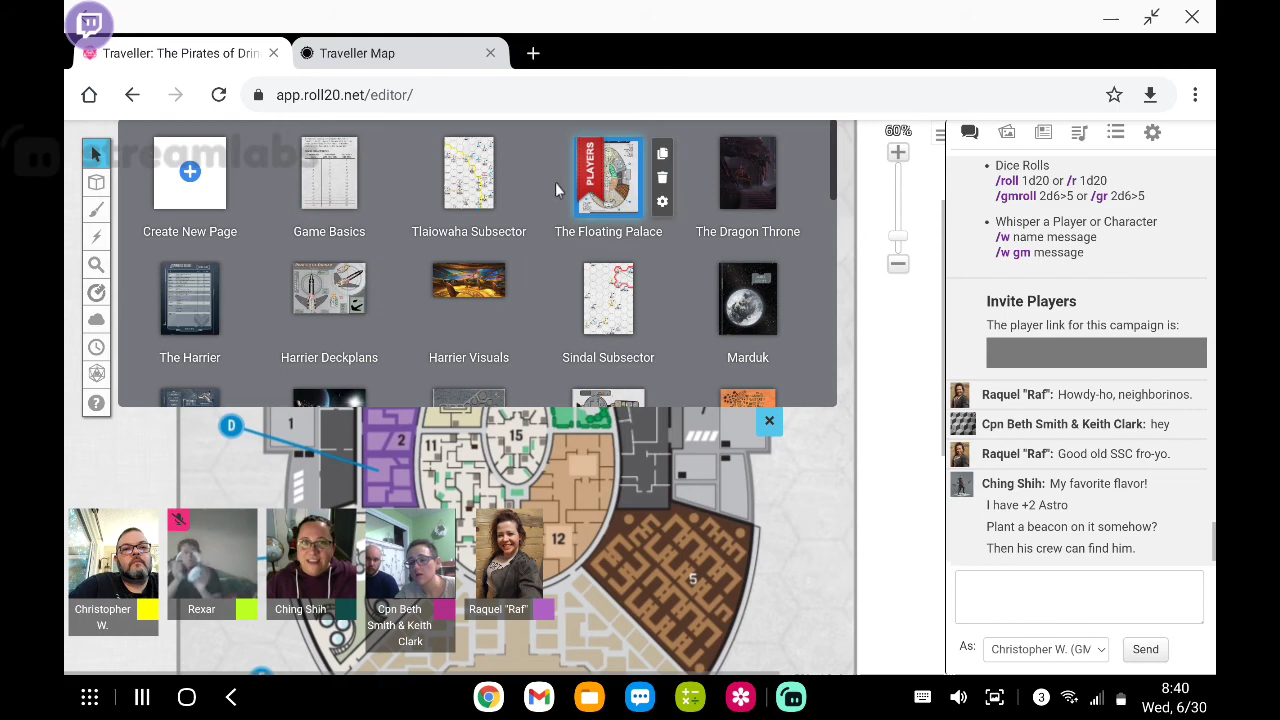 Traveller: The Pirates of Drin
Traveller Map
app.roll20.net/editor/
streamlabs
60%
PLAYERS
Create New Page
Game Basics
Tlaiowaha Subsector
The Floating Palace
The Dragon Throne
The Harrier
Harrier Deckplans
Harrier Visuals
Sindal Subsector
Marduk
D
1
2
11
15
12
5
Christopher W.
Rexar
Ching Shih
Cpn Beth
Smith & Keith
Clark
Raquel "Raf"
Dice Rolls
/roll 1d20 or /r 1d20
/gmroll 2d6>5 or /gr 2d6>5
Whisper a Player or Character
/w name message
/w gm message
Invite Players
The player link for this campaign is:
Raquel "Raf": Howdy-ho, neighborinos.
Cpn Beth Smith & Keith Clark: hey
Raquel "Raf": Good old SSC fro-yo.
Ching Shih: My favorite flavor!
I have +2 Astro
Plant a beacon on it somehow?
Then his crew can find him.
As:
Christopher W. (GM
Send
3
8:40
Wed, 6/30